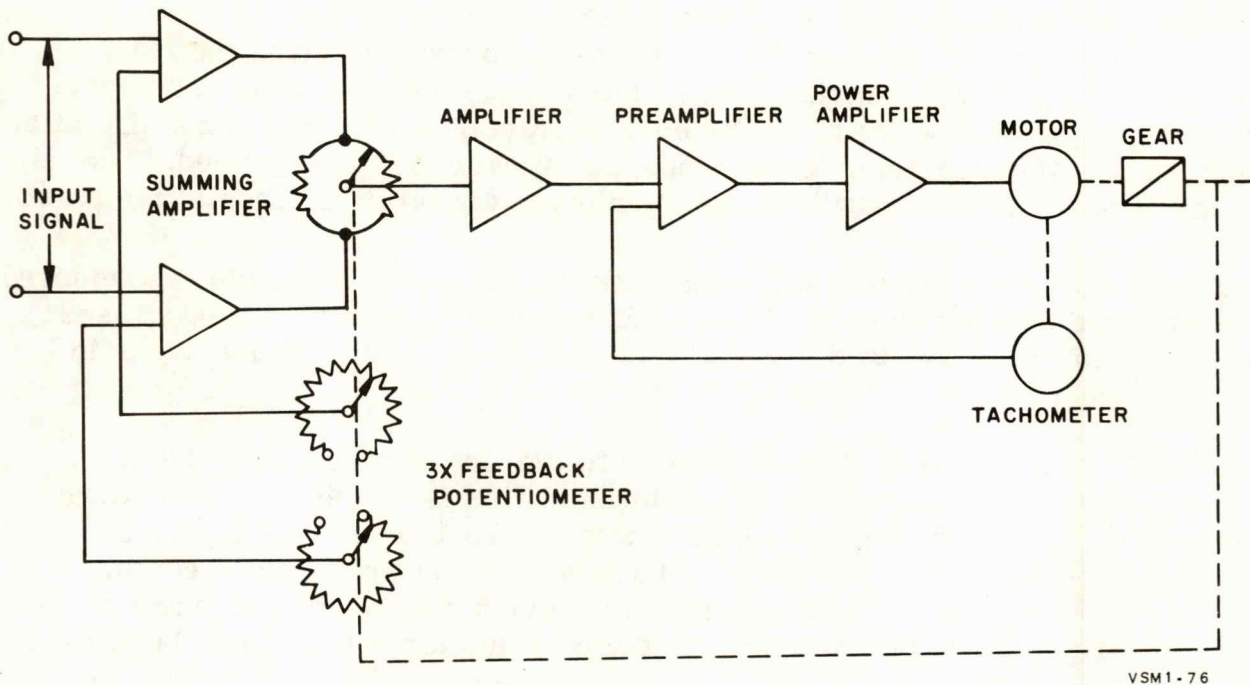 INPUT
SIGNAL
SUMMING
AMPLIFIER
AMPLIFIER
PREAMPLIFIER
POWER
AMPLIFIER
MOTOR
GEAR
TACHOMETER
3X FEEDBACK
POTENTIOMETER
VSM1-76